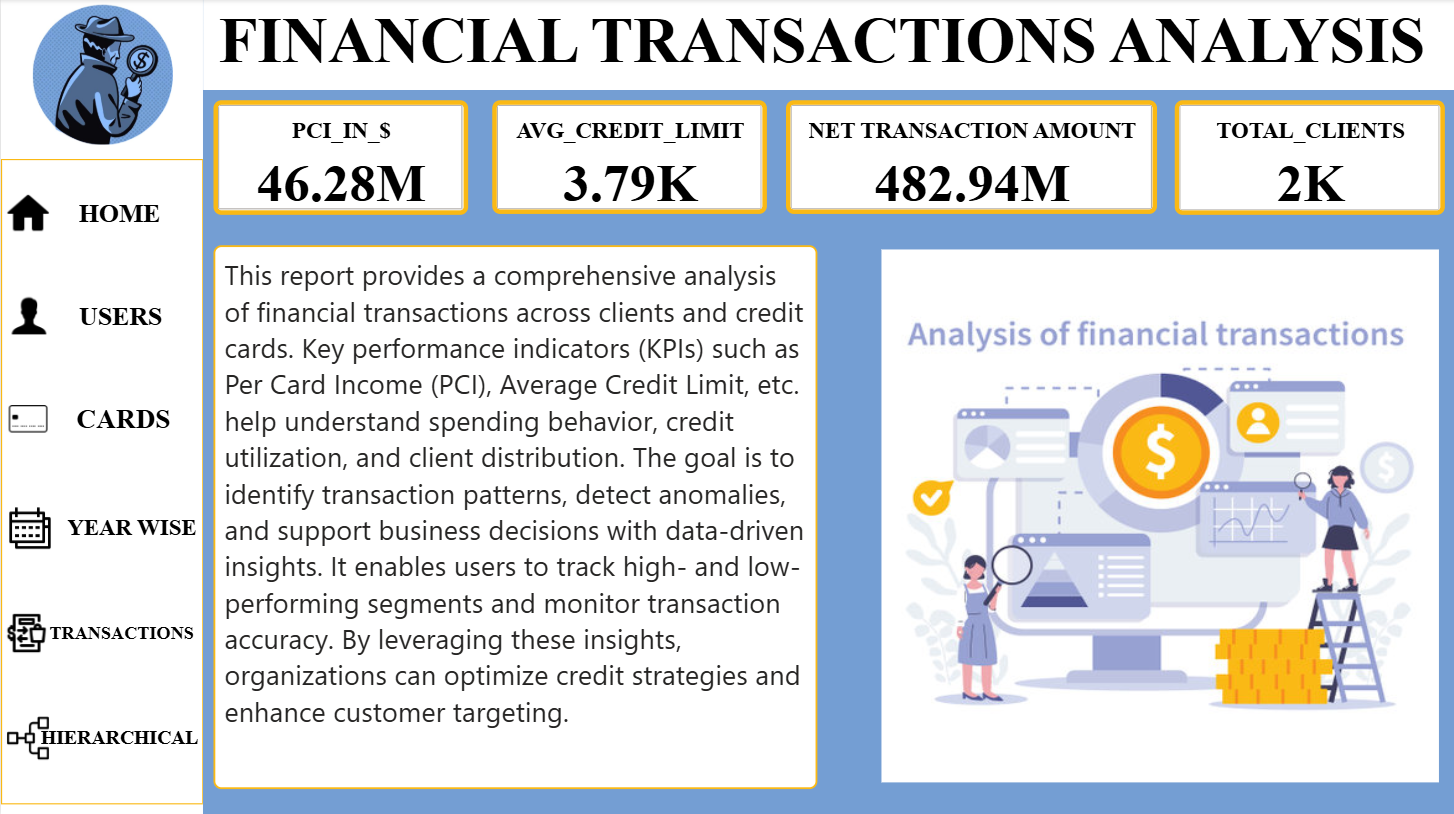 FINANCIAL TRANSACTIONS ANALYSIS
PCI_IN_$
46.28M
AVG_CREDIT_LIMIT
3.79K
NET TRANSACTION AMOUNT
482.94M
TOTAL_CLIENTS
2K
HOME
USERS
CARDS
YEAR WISE
TRANSACTIONS
HIERARCHICAL
This report provides a comprehensive analysis
of financial transactions across clients and credit
cards. Key performance indicators (KPIs) such as
Per Card Income (PCI), Average Credit Limit, etc.
help understand spending behavior, credit
utilization, and client distribution. The goal is to
identify transaction patterns, detect anomalies,
and support business decisions with data-driven
insights. It enables users to track high- and low-
performing segments and monitor transaction
accuracy. By leveraging these insights,
organizations can optimize credit strategies and
enhance customer targeting.
Analysis of financial transactions
$
$
$